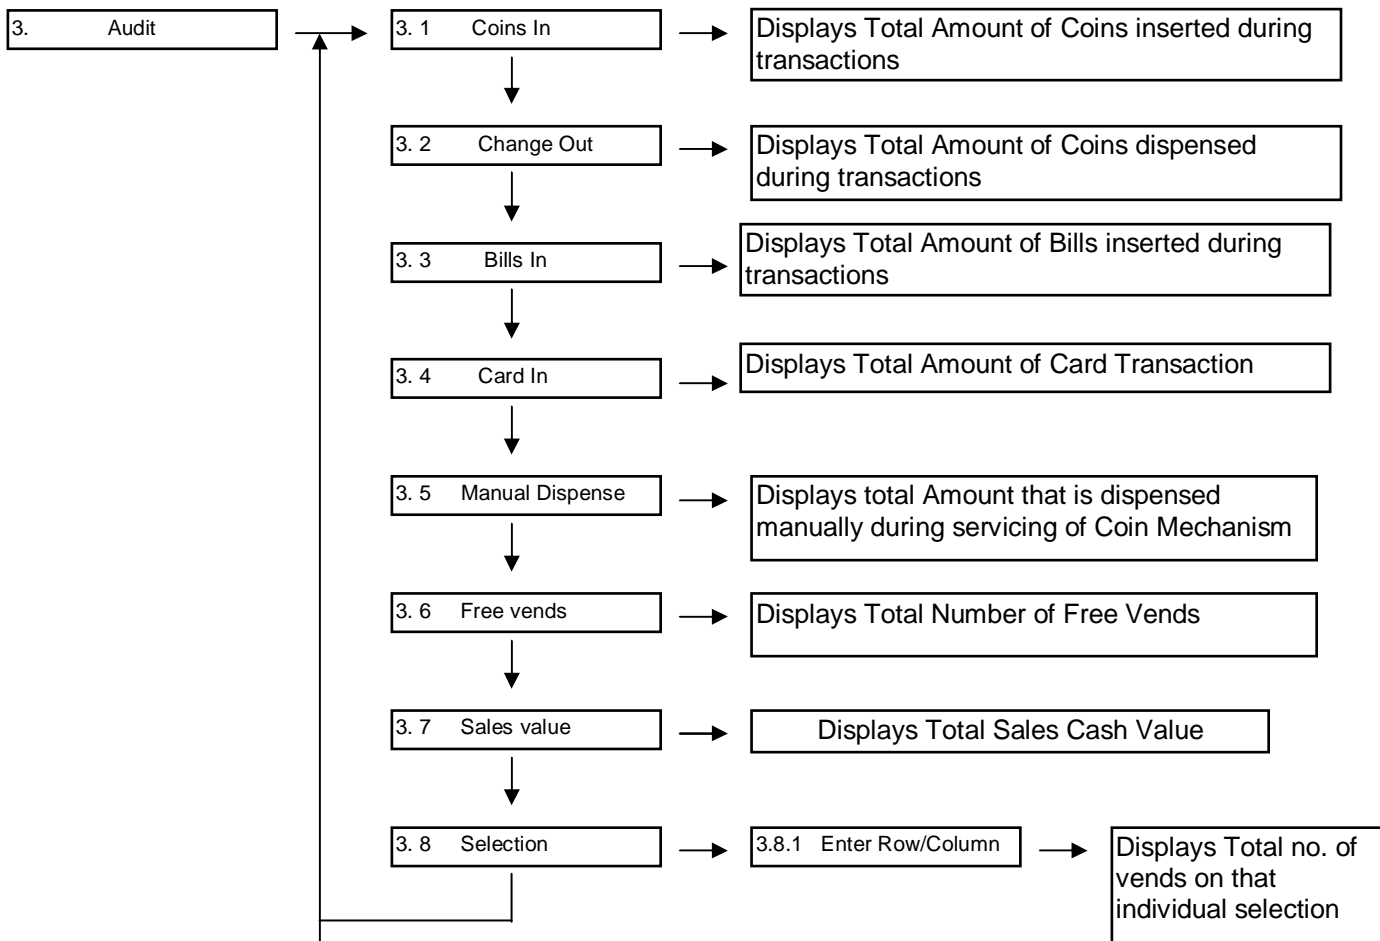 3. Audit
3. 1 Coins In
Displays Total Amount of Coins inserted during
transactions
3. 2 Change Out
Displays Total Amount of Coins dispensed
during transactions
3. 3 Bills In
Displays Total Amount of Bills inserted during
transactions
3. 4 Card In
Displays Total Amount of Card Transaction
3. 5 Manual Dispense
Displays total Amount that is dispensed
manually during servicing of Coin Mechanism
3. 6 Free vends
Displays Total Number of Free Vends
3. 7 Sales value
Displays Total Sales Cash Value
3. 8 Selection
3.8.1 Enter Row/Column
Displays Total no. of
vends on that
individual selection